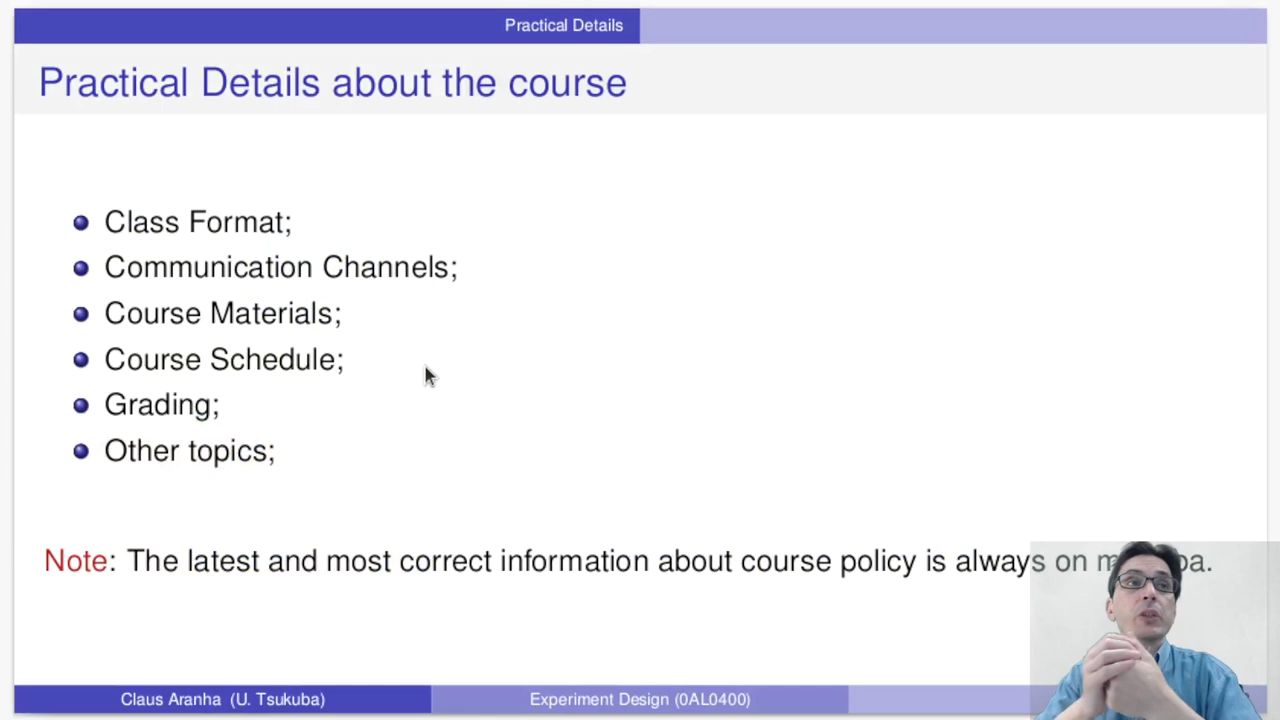 Practical Details
Practical Details about the course
Class Format;
Communication Channels;
Course Materials;
Course Schedule;
Grading;
Other topics;
Note: The latest and most correct information about course policy is always on
Claus Aranha (U. Tsukuba)
Experiment Design (0AL0400)